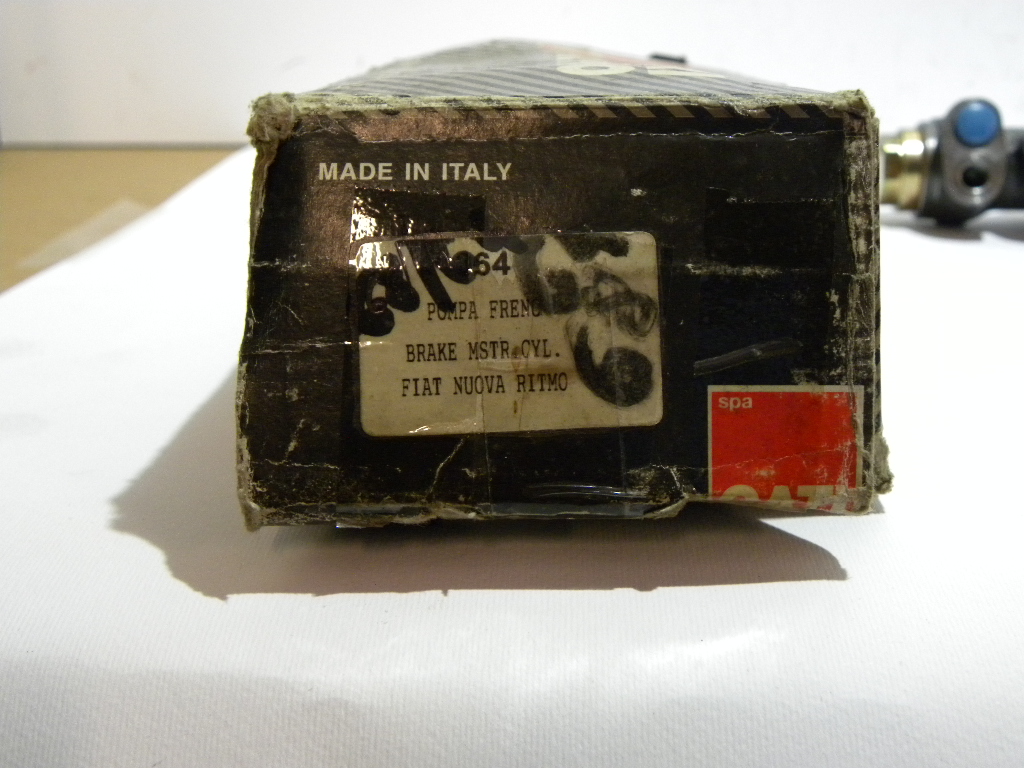 MADE IN ITALY
64
POMPA FRENO
BRAKE MSTR.CYL.
FIAT NUOVA RITMO
spa